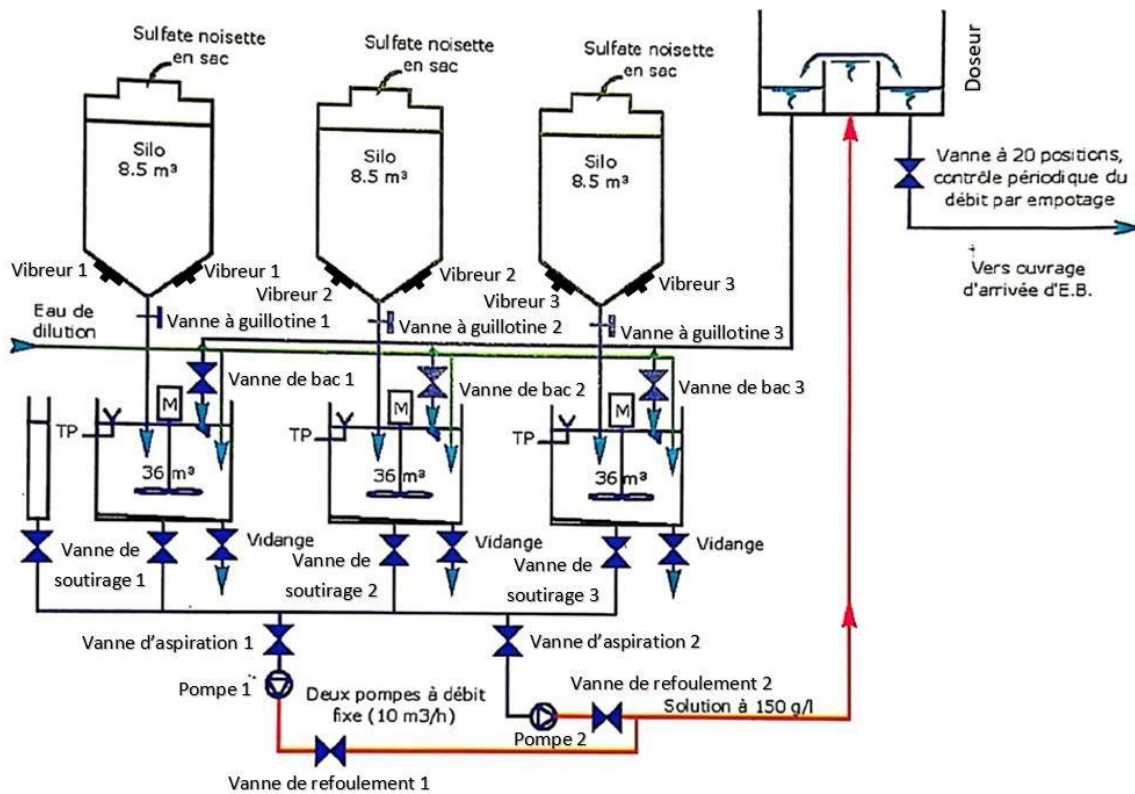 Sulfate noisette
en sac
Sulfate noisette
en sac
Sulfate noisette
en sac
Doseur
Silo
8.5 m³
Silo
8.5 m³
Silo
8.5 m³
Vanne à 20 positions,
contrôle périodique du
débit par empotage
Vers ouvrage
d'arrivée d'E.B.
Vibreur 1
Vibreur 1
Vibreur 2
Vibreur 2
Vibreur 3
Vibreur 3
Eau de
dilution
Vanne à guillotine 1
Vanne à guillotine 2
Vanne à guillotine 3
Vanne de bac 1
Vanne de bac 2
Vanne de bac 3
M
M
M
TP
TP
TP
36 m³
36 m³
36 m³
Vanne de
soutirage 1
Vidange
Vanne de
soutirage 2
Vidange
Vanne de
soutirage 3
Vidange
Vanne d'aspiration 1
Vanne d'aspiration 2
Pompe 1
Deux pompes à débit
fixe (10 m3/h)
Vanne de refoulement 2
Solution à 150 g/l
Pompe 2
Vanne de refoulement 1